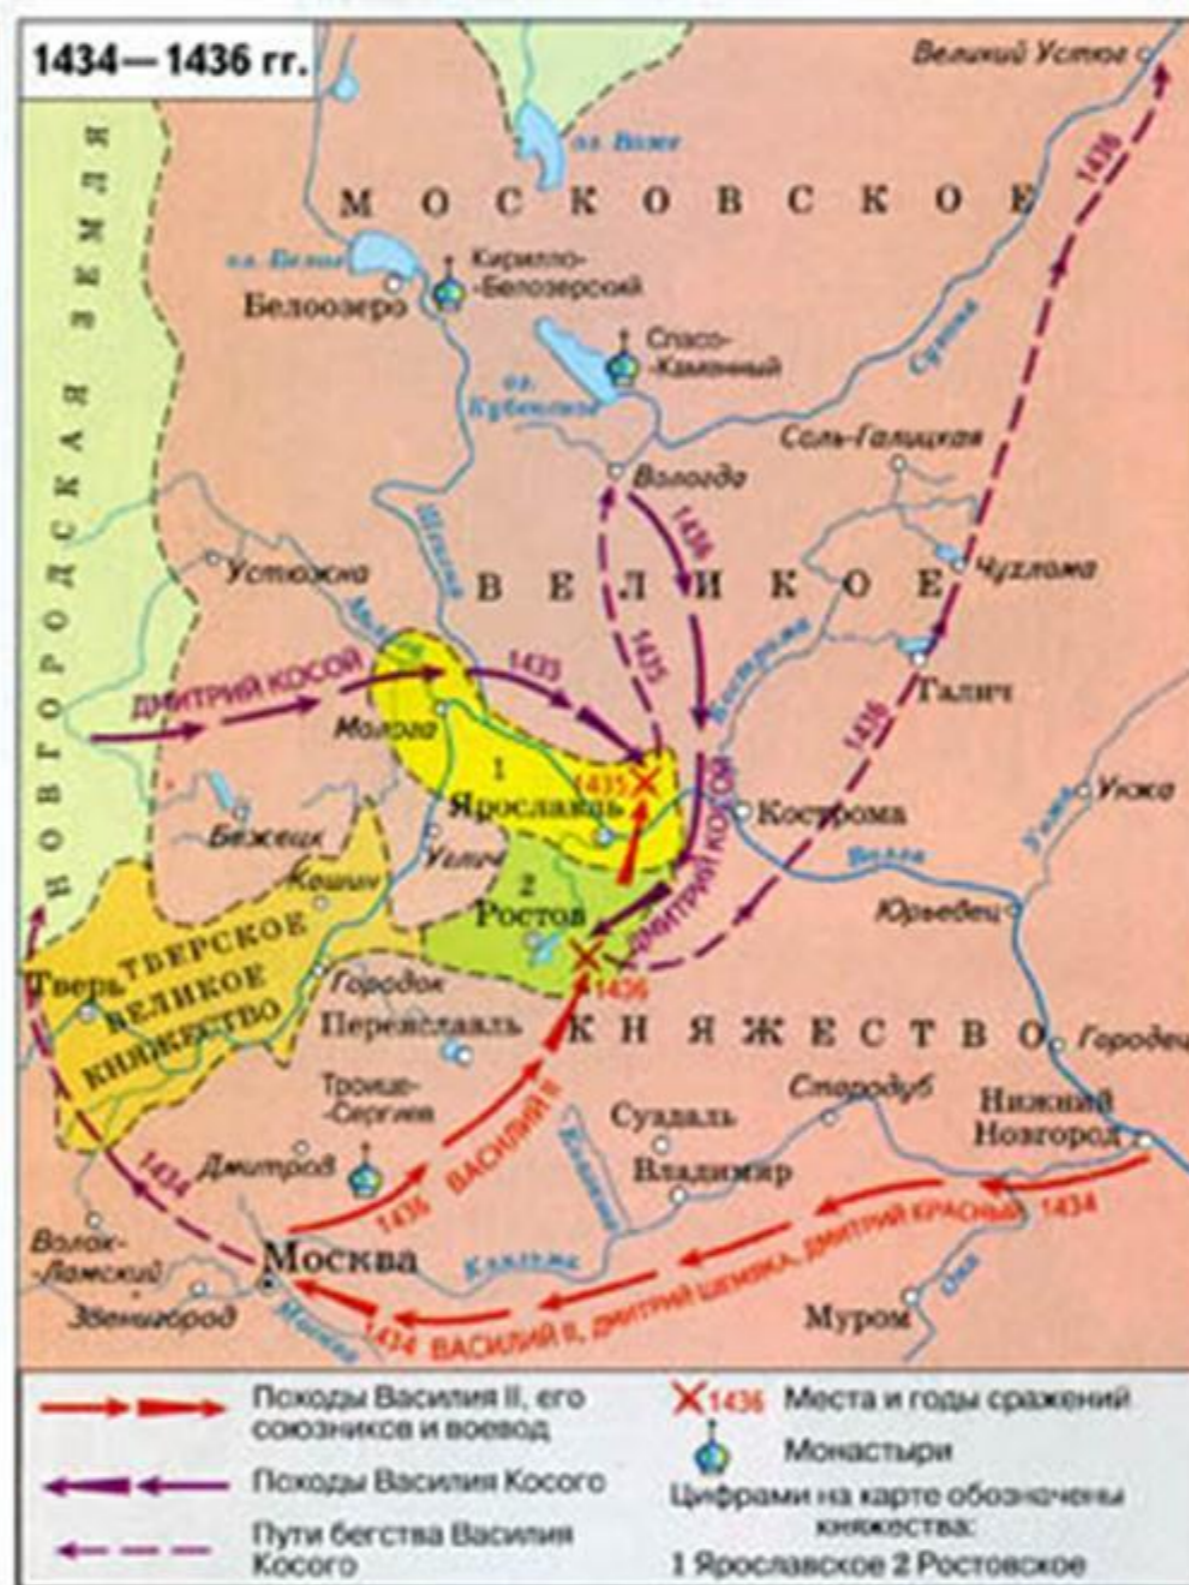 1434—1436 гг.
Великий Устюг
оз. Воже
1436
МОСКОВСКОЕ
НОВГОРОДСКАЯ ЗЕМЛЯ
оз. Белое
Кирилло-
-Белозерский
Белоозеро
Спасо-
-Каменный
Сухона
оз.
Кубенское
Соль-Галицкая
Вологда
1436
Шексна
Устюжна
ВЕЛИКОЕ
Чухлома
Молога
1435
1435
Кострома
ДМИТРИЙ КОСОЙ
Галич
Молога
1436
1
1435
Ярославль
Унжа
Кострома
Унжа
Бежецк
Углич
Волга
ДМИТРИЙ КОСОЙ
Кашин
2
Ростов
Юрьевец
ТВЕРСКОЕ
ВЕЛИКОЕ
КНЯЖЕСТВО
Тверь
Городок
1436
Переяславль
КНЯЖЕСТВО
Городец
Троице-
-Сергиев
Стародуб
Суздаль
Нижний
Новгород
ВАСИЛИЙ II
1434
Дмитров
Владимир
1436
Волок-
-Ламский
Москва
Клязьма
ВАСИЛИЙ II, ДМИТРИЙ ШЕМЯКА, ДМИТРИЙ КРАСНЫЙ 1434
Звенигород
Москва
1434
Муром
Ока
Походы Василия II, его
союзников и воевод
Походы Василия Косого
Пути бегства Василия
Косого
1436 Места и годы сражений
Монастыри
Цифрами на карте обозначены
княжества:
1 Ярославское 2 Ростовское